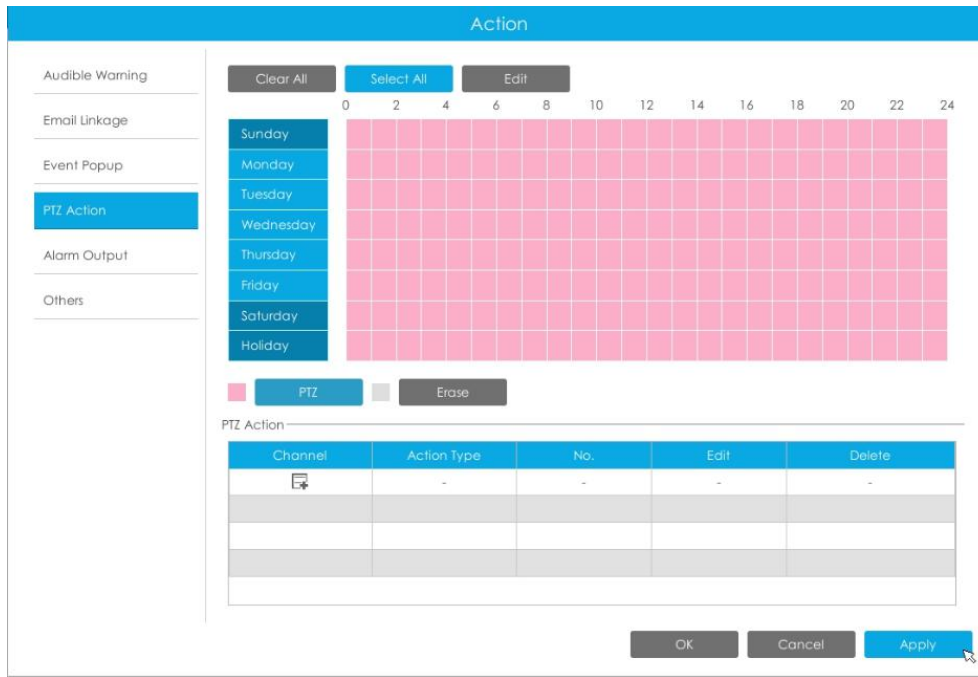 Action
Audible Warning
Email Linkage
Event Popup
PTZ Action
Alarm Output
Others
Clear All Select All Edit
0 2 4 6 8 10 12 14 16 18 20 22 24
Sunday
Monday
Tuesday
Wednesday
Thursday
Friday
Saturday
Holiday
PTZ Erase
PTZ Action
Channel Action Type No. Edit Delete
- - - -
OK Cancel Apply